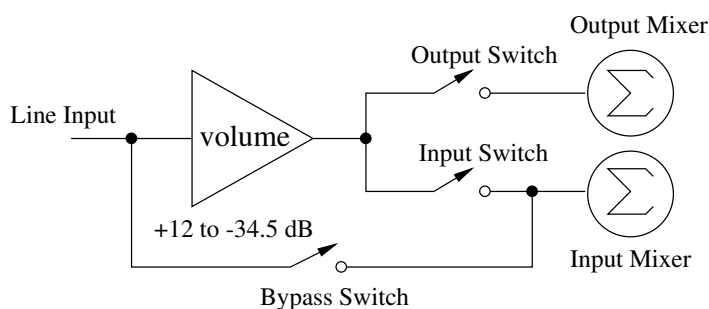 Output Mixer
Output Switch
Σ
Line Input
volume
Input Switch
Σ
+12 to -34.5 dB
Input Mixer
Bypass Switch